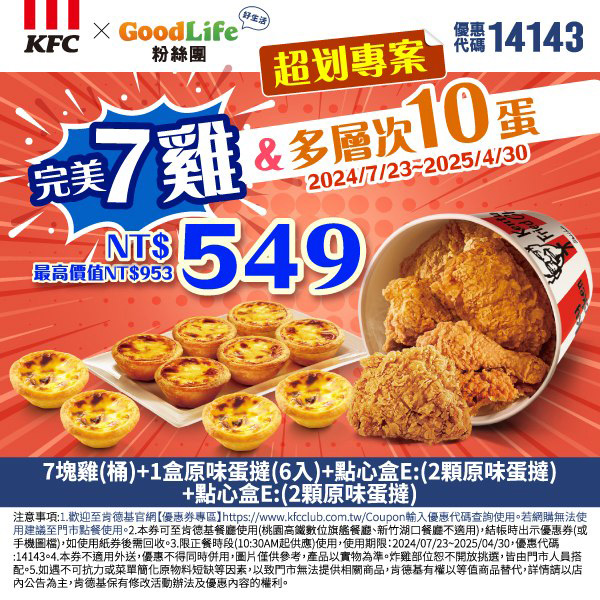 KFC × GoodLife 好生活 粉絲團
優惠代碼 14143
超划專案
完美7雞 & 多層次10蛋
2024/7/23~2025/4/30
NT$ 549
最高價值NT$953
7塊雞(桶)+1盒原味蛋撻(6入)+點心盒E:(2顆原味蛋撻)
+點心盒E:(2顆原味蛋撻)
注意事項:1.歡迎至肯德基官網【優惠券專區】https://www.kfcclub.com.tw/Coupon輸入優惠代碼查詢使用。若網購無法使
用建議至門市點餐使用。2.本券可至肯德基餐廳使用(桃園高鐵數位旗艦餐廳、新竹湖口餐廳不適用),結帳時出示優惠券(或
手機圖檔),如使用紙券後需回收。3.限正餐時段(10:30AM起供應)使用,使用期限:2024/07/23~2025/04/30,優惠代碼
:14143。4.本券不適用外送,優惠不得同時併用,圖片僅供參考,產品以實物為準。炸雞部位恕不開放挑選,皆由門市人員搭
配。5.如遇不可抗力或菜單簡化原物料短缺等因素,以致門市無法提供相關商品,肯德基有權以等值商品替代,詳情請以店
內公告為主,肯德基保有修改活動辦法及優惠內容的權利。